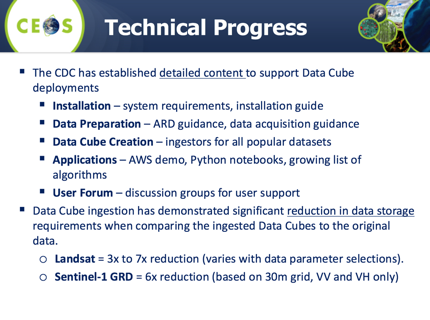 CEOS Technical Progress
▪ The CDC has established detailed content to support Data Cube
deployments
▪ Installation – system requirements, installation guide
▪ Data Preparation – ARD guidance, data acquisition guidance
▪ Data Cube Creation – ingestors for all popular datasets
▪ Applications – AWS demo, Python notebooks, growing list of
algorithms
▪ User Forum – discussion groups for user support
▪ Data Cube ingestion has demonstrated significant reduction in data storage
requirements when comparing the ingested Data Cubes to the original
data.
o Landsat = 3x to 7x reduction (varies with data parameter selections).
o Sentinel-1 GRD = 6x reduction (based on 30m grid, VV and VH only)